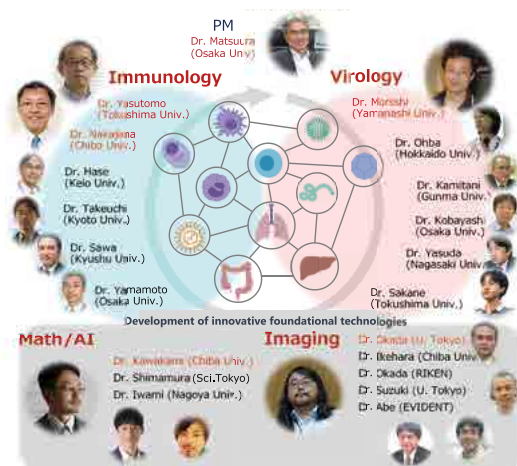 PM
Dr. Matsuura
(Osaka Univ)
Immunology
Virology
Dr. Yasutomo
(Tokushima Univ.)
Dr. Nakajima
(Chibo Univ.)
Dr. Hase
(Keio Univ.)
Dr. Takeuchi
(Kyoto Univ.)
Dr. Sawa
(Kyushu Univ.)
Dr. Yamamoto
(Osaka Univ.)
Dr.
(Yamanashi Univ.)
Dr. Ohba
(Hokkaido Univ.)
Dr. Kamitani
(Gunma Univ.)
Dr. Kobayashi
(Osaka Univ.)
Dr. Yasuda
(Nagasaki Univ.)
Dr. Sakane
(Tokushima Univ.)
Development of innovative foundational technologies
Math/AI
Dr. Kawakami (Chiba Univ.)
Dr. Shimamura (Sci.Tokyo)
Dr. Iwami (Nagoya Univ.)
Imaging
Dr. Okada (U. Tokyo)
Dr. Ikehara (Chiba Univ
Dr. Okada (RIKEN)
Dr. Suzuki (U. Tokyo)
Dr. Abe (EVIDENT)